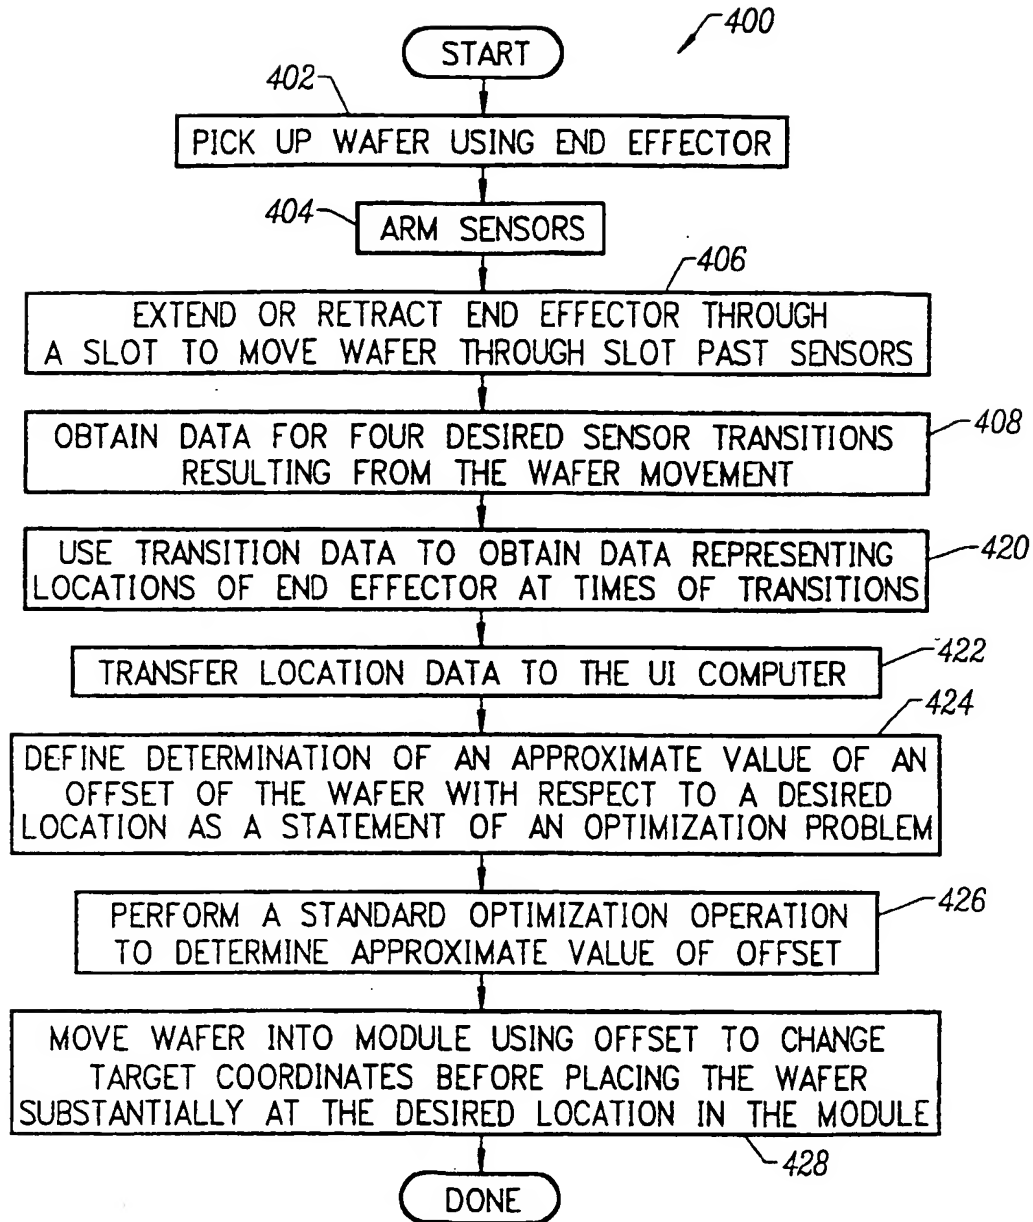 400
START
402
PICK UP WAFER USING END EFFECTOR
404
ARM SENSORS
406
EXTEND OR RETRACT END EFFECTOR THROUGH
A SLOT TO MOVE WAFER THROUGH SLOT PAST SENSORS
OBTAIN DATA FOR FOUR DESIRED SENSOR TRANSITIONS
RESULTING FROM THE WAFER MOVEMENT
408
USE TRANSITION DATA TO OBTAIN DATA REPRESENTING
LOCATIONS OF END EFFECTOR AT TIMES OF TRANSITIONS
420
TRANSFER LOCATION DATA TO THE UI COMPUTER
422
424
DEFINE DETERMINATION OF AN APPROXIMATE VALUE OF AN
OFFSET OF THE WAFER WITH RESPECT TO A DESIRED
LOCATION AS A STATEMENT OF AN OPTIMIZATION PROBLEM
PERFORM A STANDARD OPTIMIZATION OPERATION
TO DETERMINE APPROXIMATE VALUE OF OFFSET
426
MOVE WAFER INTO MODULE USING OFFSET TO CHANGE
TARGET COORDINATES BEFORE PLACING THE WAFER
SUBSTANTIALLY AT THE DESIRED LOCATION IN THE MODULE
428
DONE